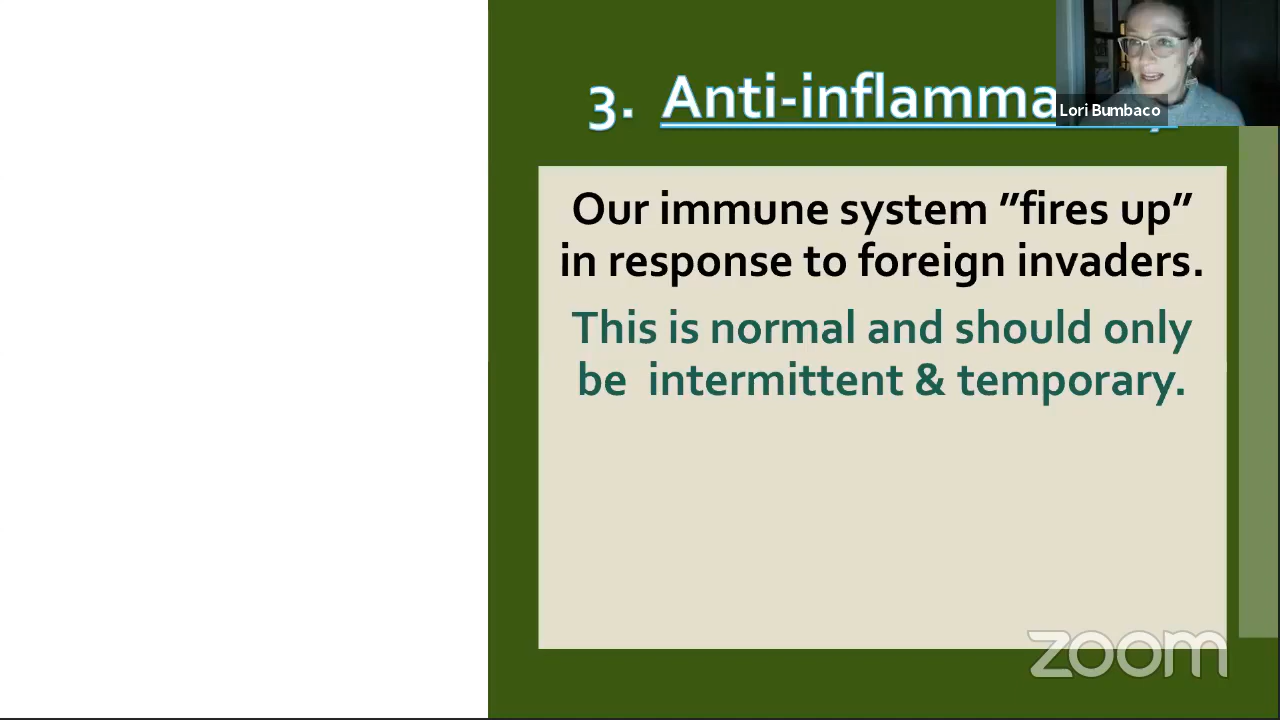 3. Anti-inflamma
Lori Bumbaco
Our immune system ”fires up”
in response to foreign invaders.
This is normal and should only
be intermittent & temporary.
zoom